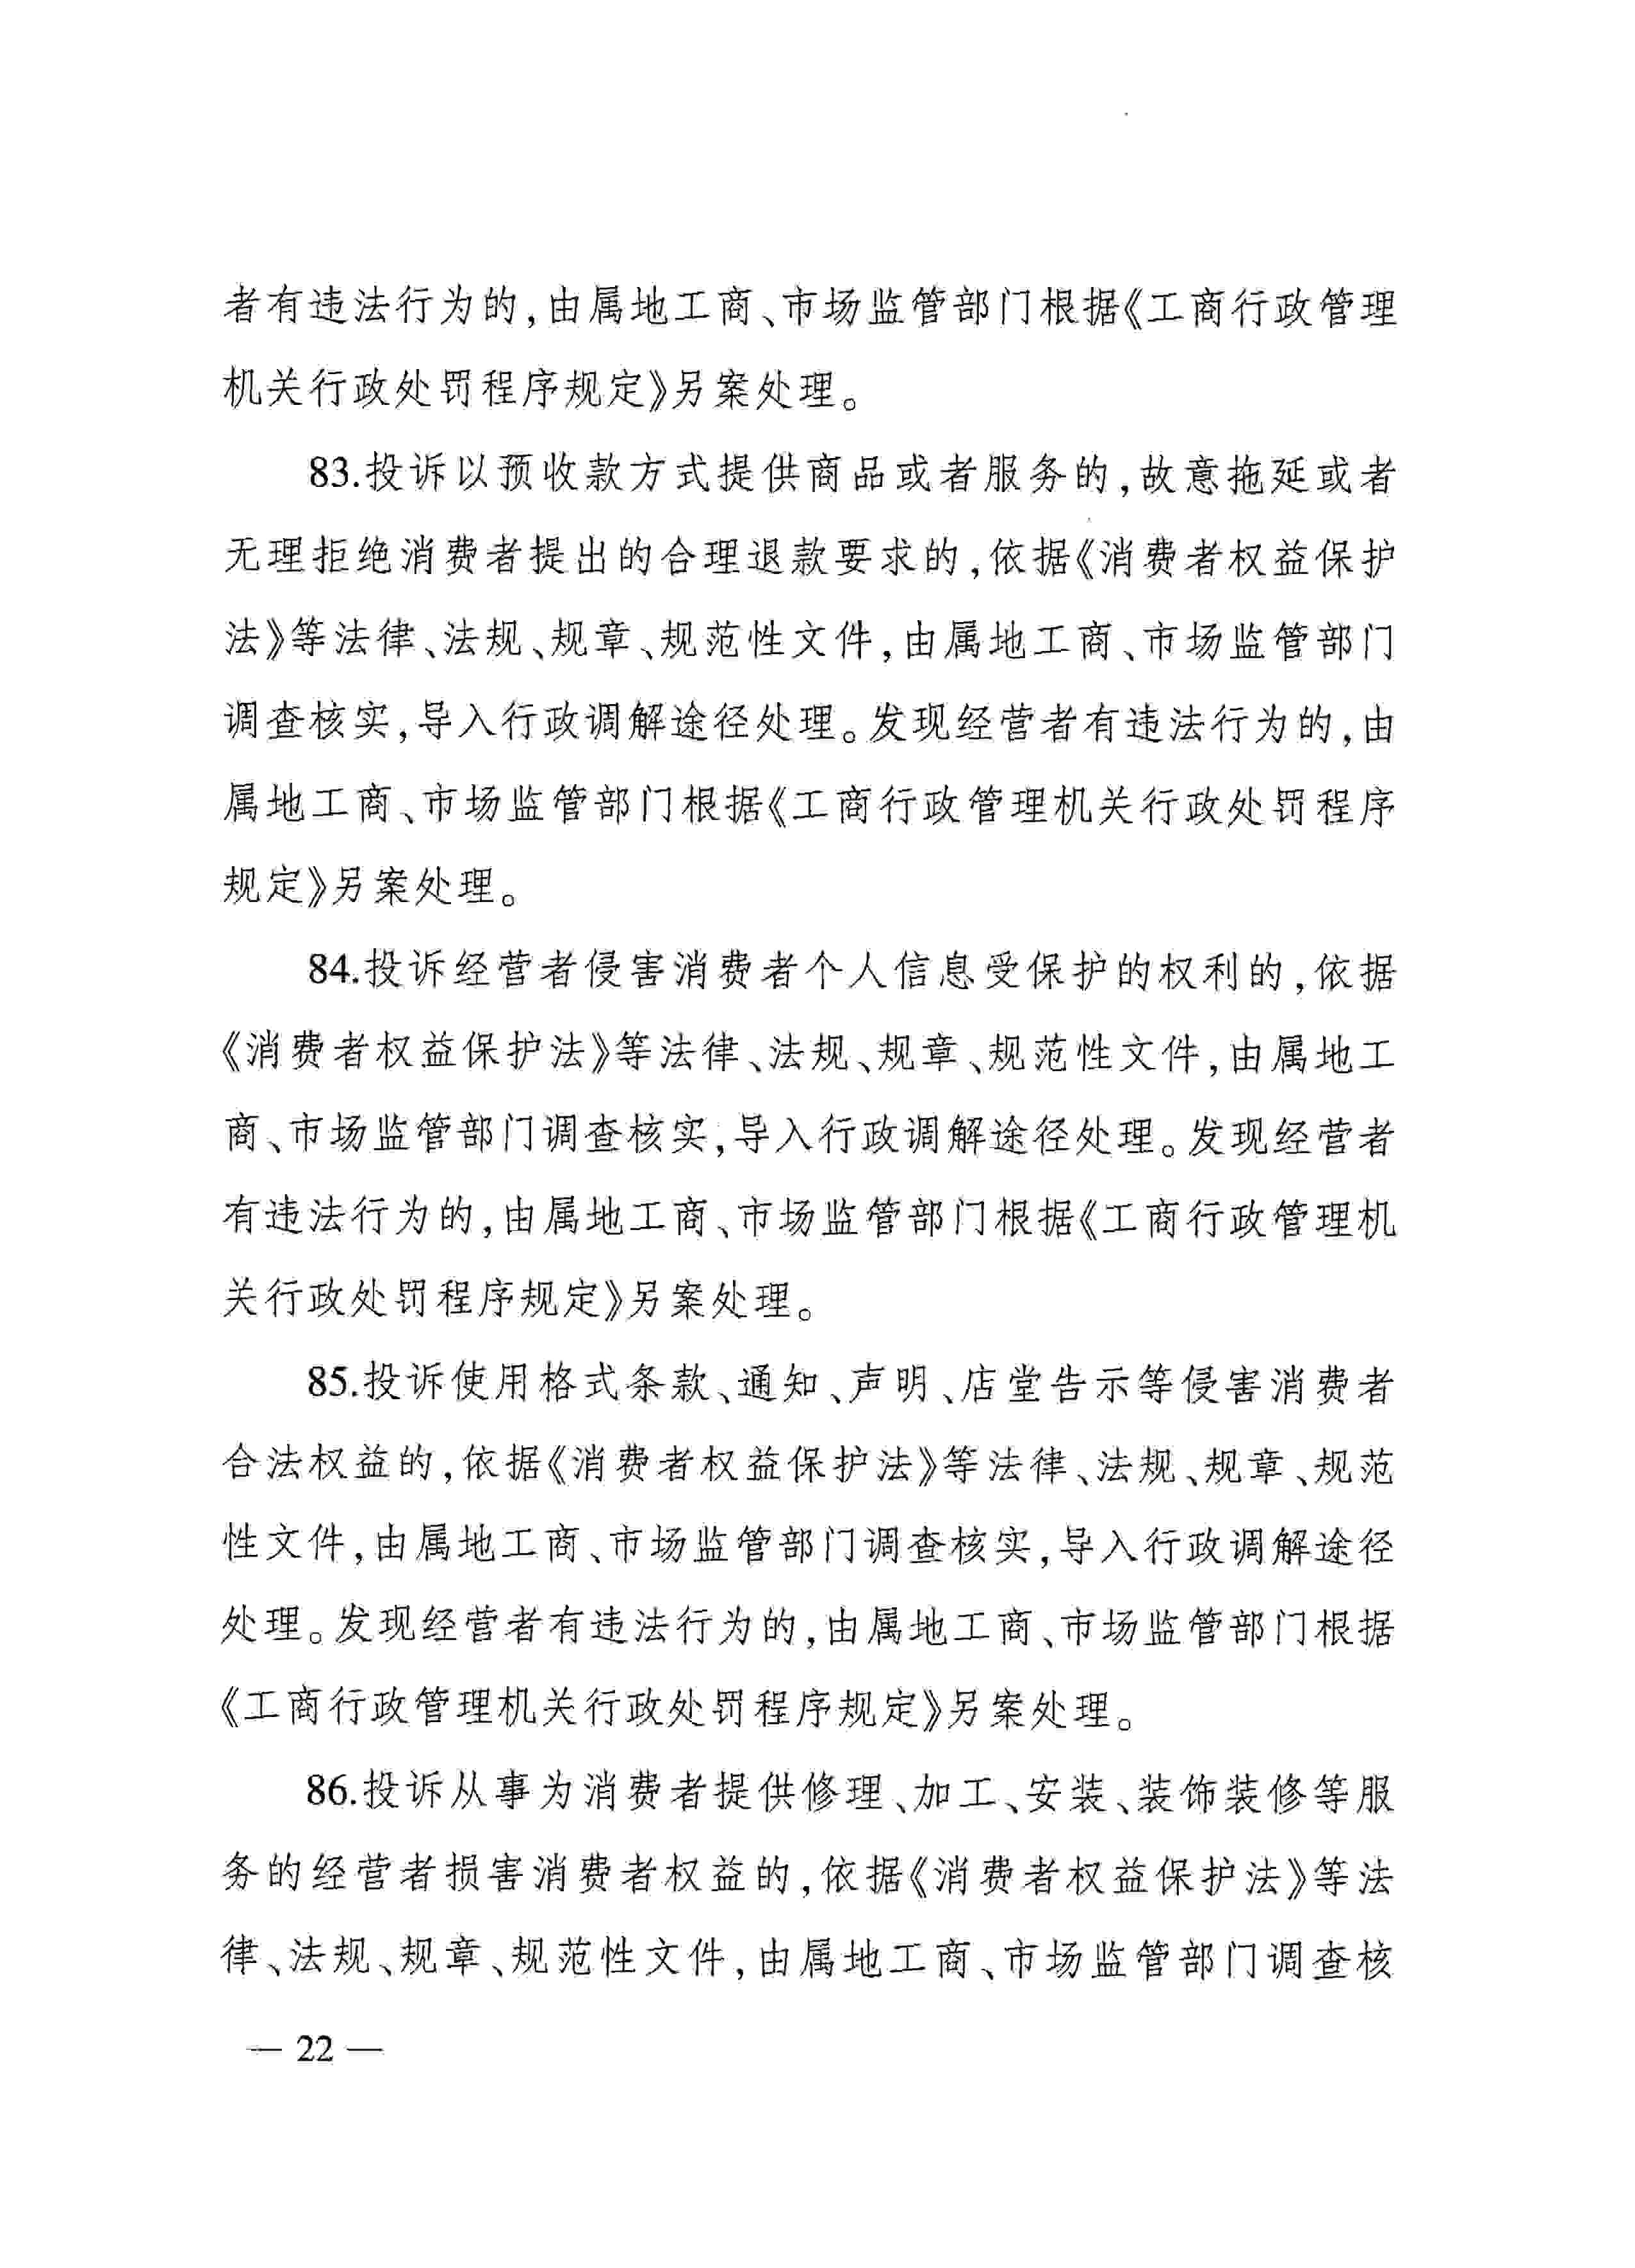 者有违法行为的,由属地工商、市场监管部门根据《工商行政管理
机关行政处罚程序规定》另案处理。
83.投诉以预收款方式提供商品或者服务的,故意拖延或者
无理拒绝消费者提出的合理退款要求的,依据《消费者权益保护
法》等法律、法规、规章、规范性文件,由属地工商、市场监管部门
调查核实,导入行政调解途径处理。发现经营者有违法行为的,由
属地工商、市场监管部门根据《工商行政管理机关行政处罚程序
规定》另案处理。
84.投诉经营者侵害消费者个人信息受保护的权利的,依据
《消费者权益保护法》等法律、法规、规章、规范性文件,由属地工
商、市场监管部门调查核实,导入行政调解途径处理。发现经营者
有违法行为的,由属地工商、市场监管部门根据《工商行政管理机
关行政处罚程序规定》另案处理。
85.投诉使用格式条款、通知、声明、店堂告示等侵害消费者
合法权益的,依据《消费者权益保护法》等法律、法规、规章、规范
性文件,由属地工商、市场监管部门调查核实,导入行政调解途径
处理。发现经营者有违法行为的,由属地工商、市场监管部门根据
《工商行政管理机关行政处罚程序规定》另案处理。
86.投诉从事为消费者提供修理、加工、安装、装饰装修等服
务的经营者损害消费者权益的,依据《消费者权益保护法》等法
律、法规、规章、规范性文件,由属地工商、市场监管部门调查核
— 22 —